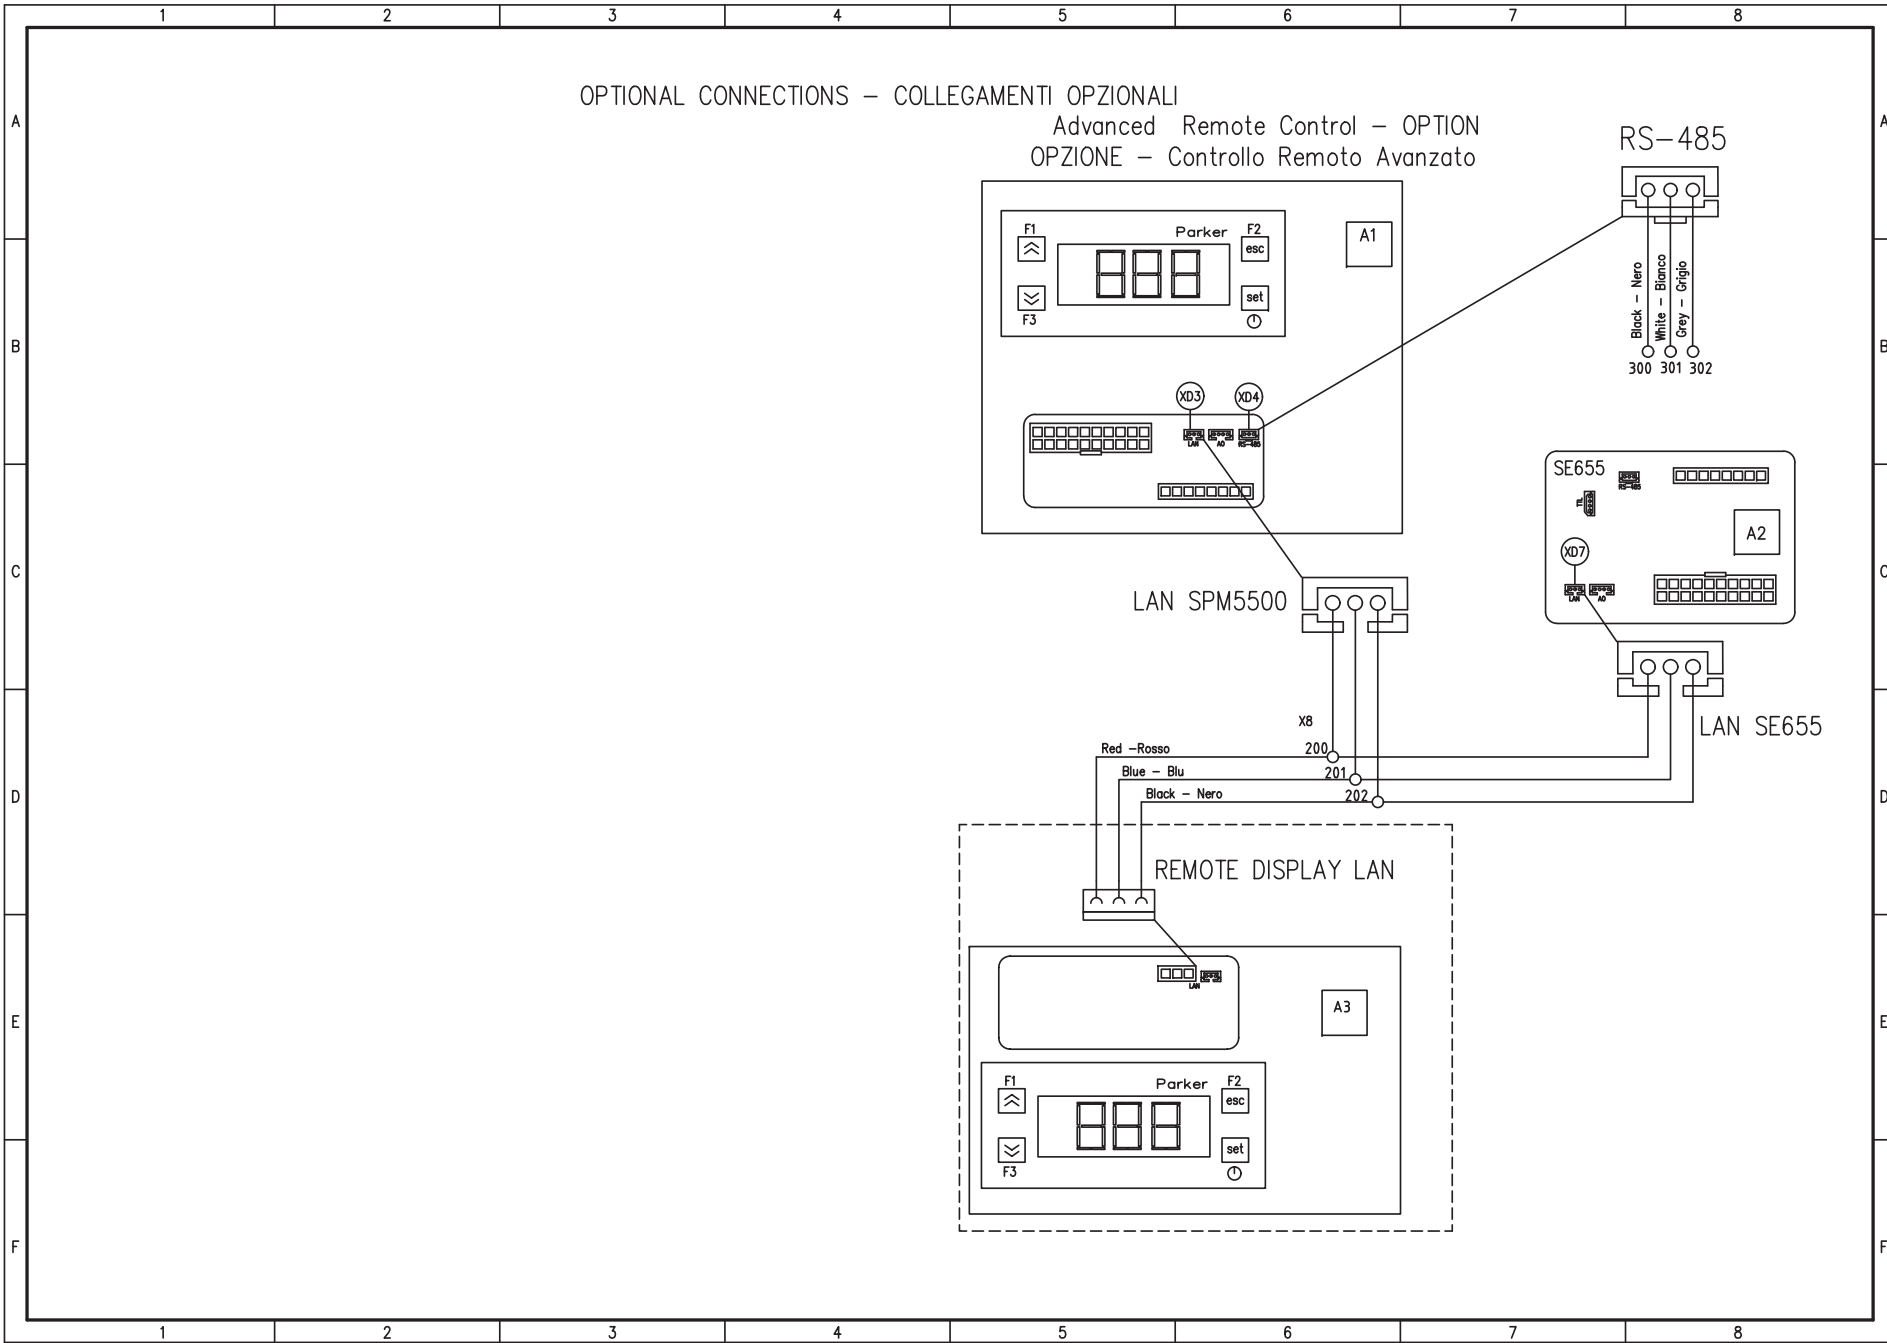 1 2 3 4 5 6 7 8
OPTIONAL CONNECTIONS – COLLEGAMENTI OPZIONALI
A
A
Advanced Remote Control – OPTION
OPZIONE – Controllo Remoto Avanzato
RS-485
F1
Parker
F2
esc
A1
set
F3
Black – Nero
White – Bianco
Grey – Grigio
B
B
300 301 302
XD3
XD4
LAN
AO
RS-485
SE655
RS-485
TTL
A2
XD7
LAN
AO
C
C
LAN SPM5500
LAN SE655
X8
Red –Rosso
200
Blue – Blu
201
Black – Nero
202
D
D
REMOTE DISPLAY LAN
LAN
A3
E
E
F1
Parker
F2
esc
set
F3
F
F
1 2 3 4 5 6 7 8